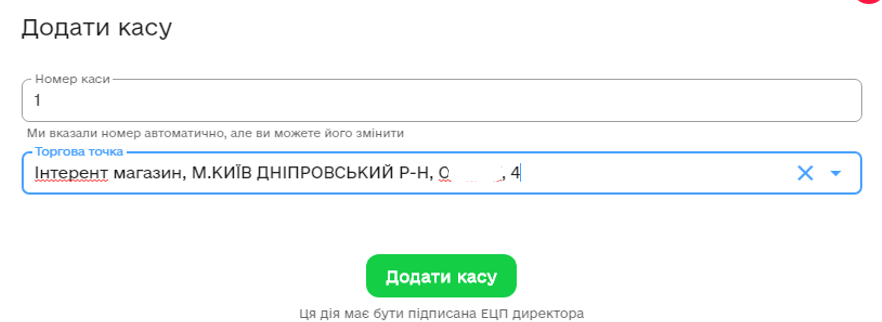 Додати касу
Номер каси
1
Ми вказали номер автоматично, але ви можете його змінити
Торгова точка
Інтерент магазин, М.КИЇВ ДНІПРОВСЬКИЙ Р-Н, О , 4
Додати касу
Ця дія має бути підписана ЕЦП директора